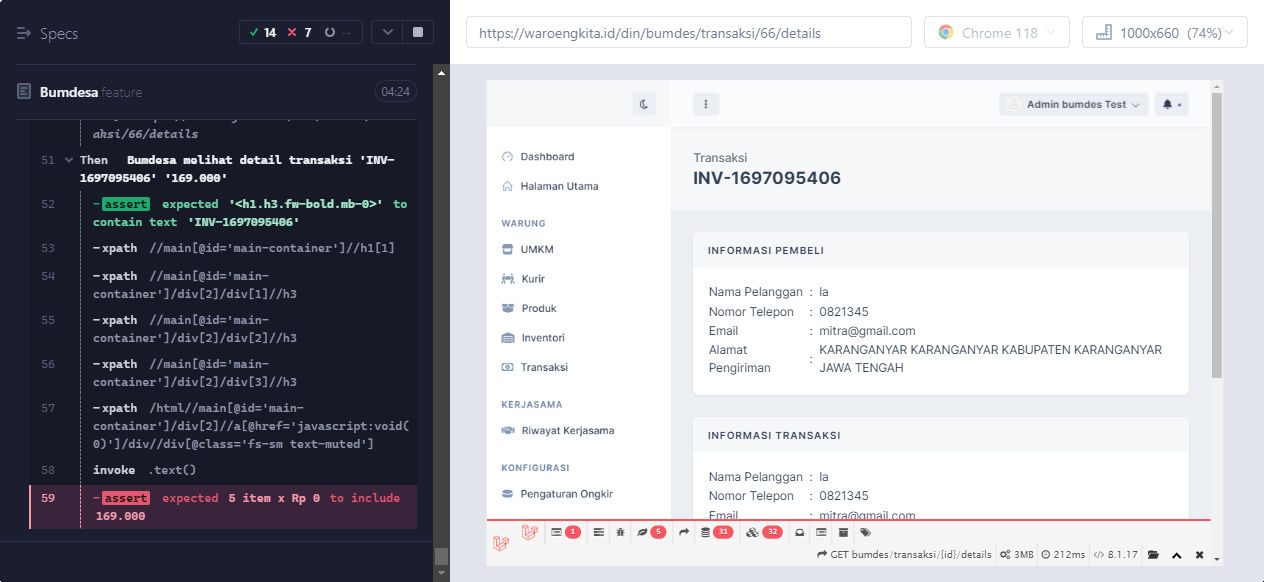 Specs
14
7
--
https://waroengkita.id/din/bumdes/transaksi/66/details
Chrome 118
1000x660 (74%)
Bumdesa.feature
04:24
aksi/66/details
51 Then Bumdesa melihat detail transaksi 'INV-
1697095406' '169.000'
52 -assert expected '<h1.h3.fw-bold.mb-0>' to
contain text 'INV-1697095406'
53 -xpath //main[@id='main-container']//h1[1]
54 -xpath //main[@id='main-
container']/div[2]/div[1]//h3
55 -xpath //main[@id='main-
container']/div[2]/div[2]//h3
56 -xpath //main[@id='main-
container']/div[2]/div[3]//h3
57 -xpath /html//main[@id='main-
container']/div[2]//a[@href='javascript:void(
0)']/div//div[@class='fs-sm text-muted']
58 invoke .text()
59 -assert expected 5 item x Rp 0 to include
169.000
Admin bumdes Test
Dashboard
Halaman Utama
WARUNG
UMKM
Kurir
Produk
Inventori
Transaksi
KERJASAMA
Riwayat Kerjasama
KONFIGURASI
Pengaturan Ongkir
Transaksi
INV-1697095406
INFORMASI PEMBELI
Nama Pelanggan : Ia
Nomor Telepon : 0821345
Email : mitra@gmail.com
Alamat Pengiriman : KARANGANYAR KARANGANYAR KABUPATEN KARANGANYAR
JAWA TENGAH
INFORMASI TRANSAKSI
Nama Pelanggan : Ia
Nomor Telepon : 0821345
Email : mitra@gmail.com
1
5
31
32
GET bumdes/transaksi/{id}/details
3MB
212ms
8.1.17